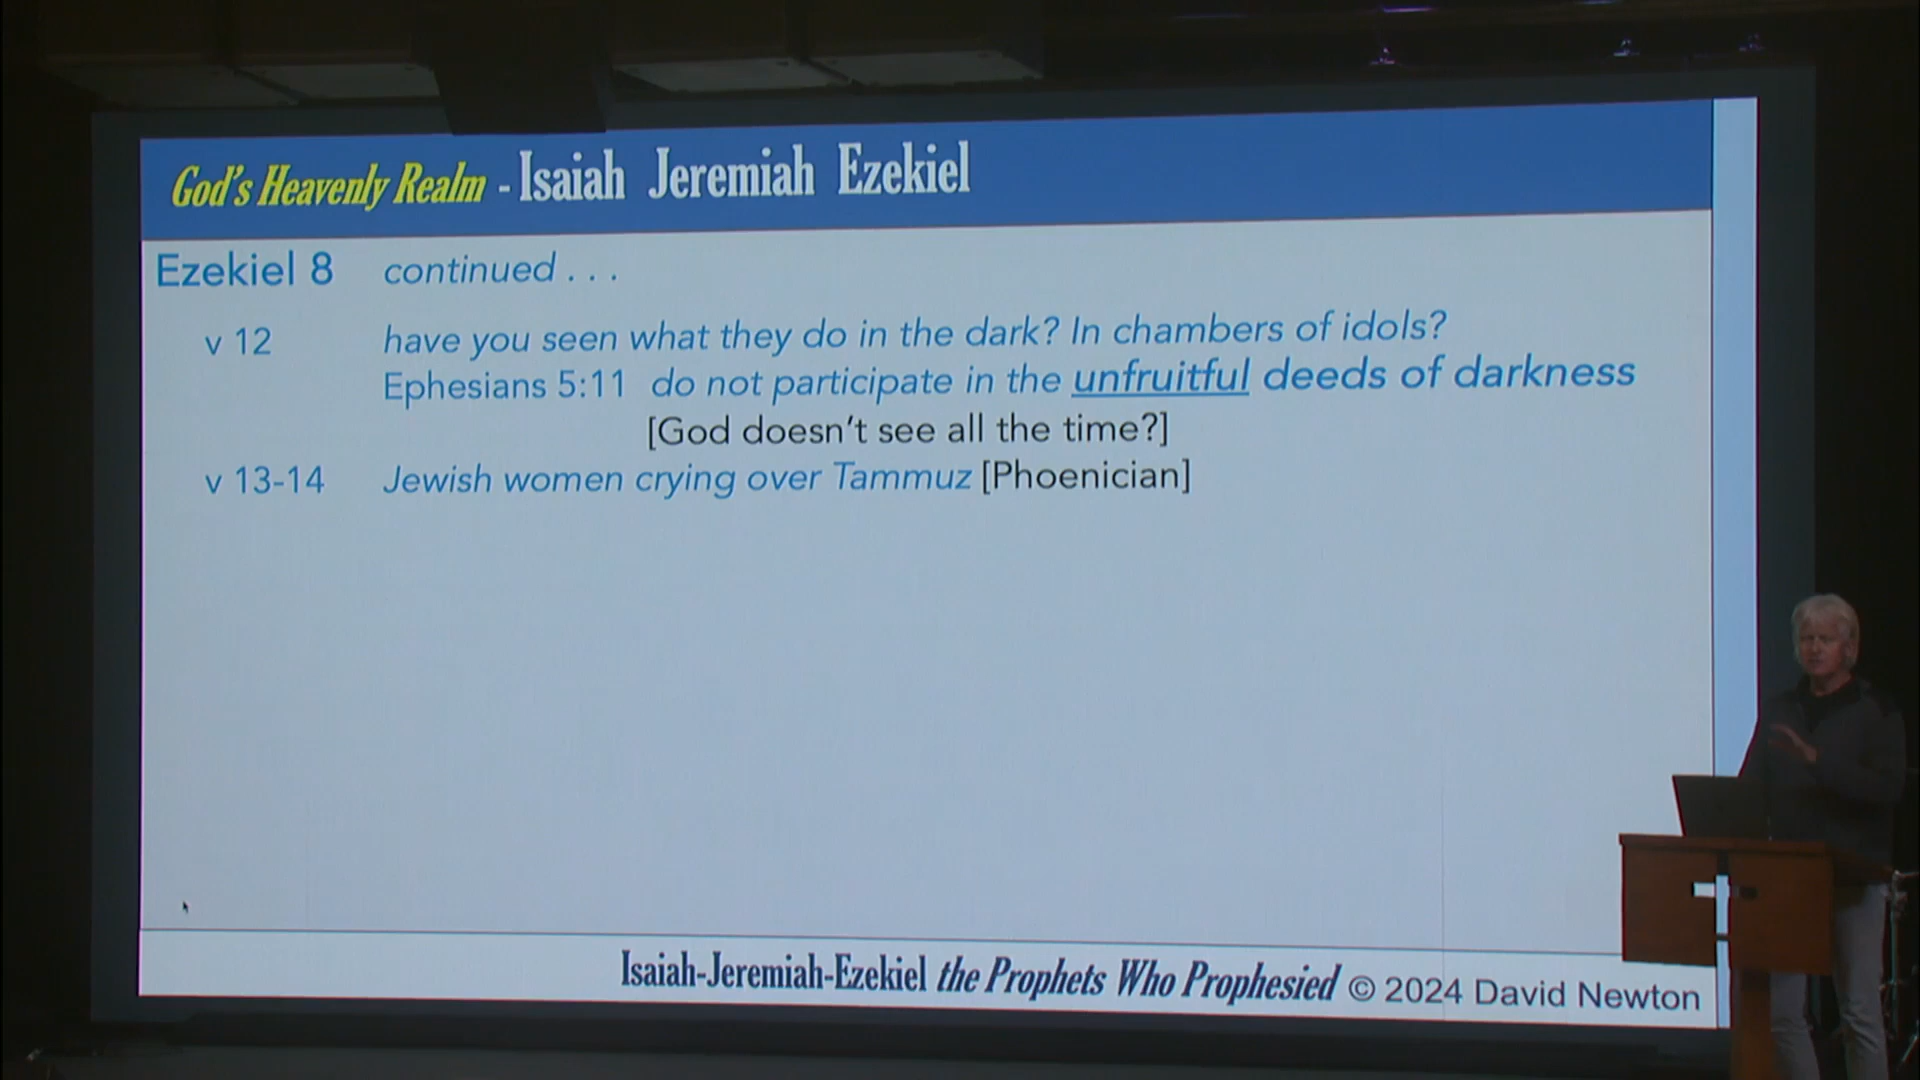 God's Heavenly Realm - Isaiah Jeremiah Ezekiel
Ezekiel 8 continued . . .
v 12 have you seen what they do in the dark? In chambers of idols?
Ephesians 5:11 do not participate in the unfruitful deeds of darkness
[God doesn't see all the time?]
v 13-14 Jewish women crying over Tammuz [Phoenician]
Isaiah-Jeremiah-Ezekiel the Prophets Who Prophesied © 2024 David Newton